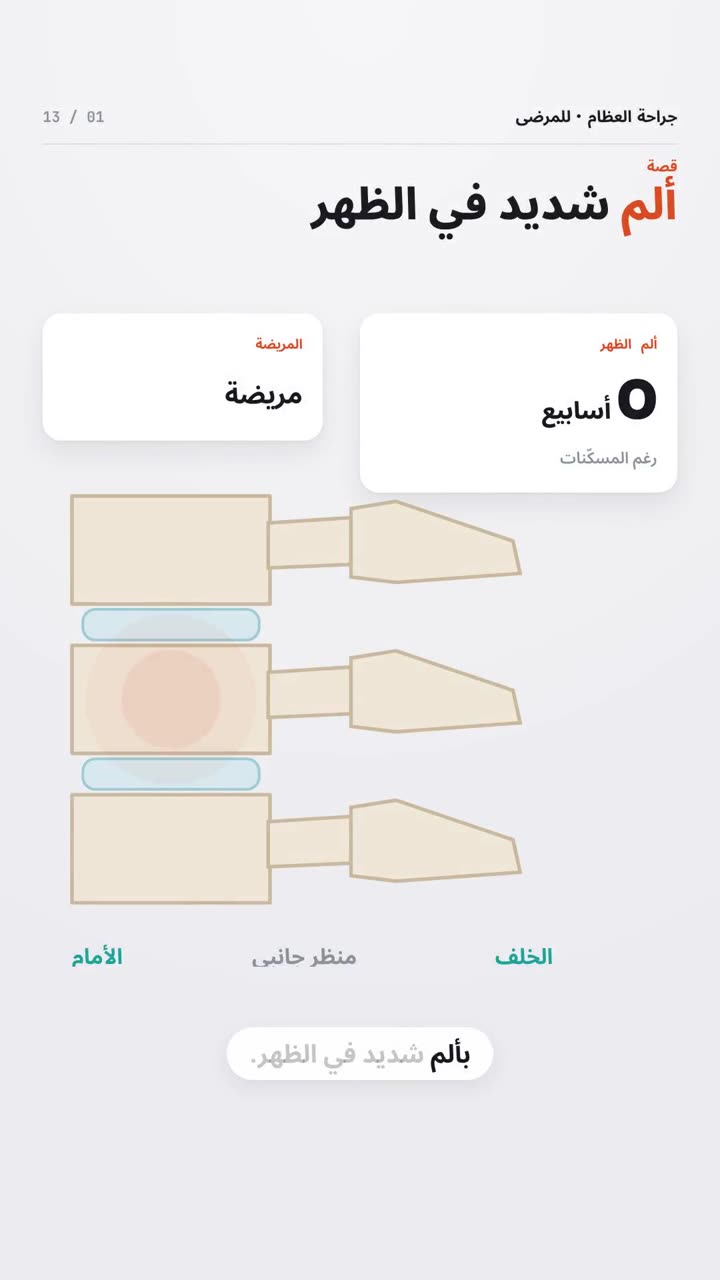 جراحة العظام • للمرضى
13 / 01
قصة
ألم شديد في الظهر
ألم الظهر
0 أسابيع
رغم المسكّنات
المريضة
مريضة
الخلف
منظر جانبي
الأمام
بألم شديد في الظهر.